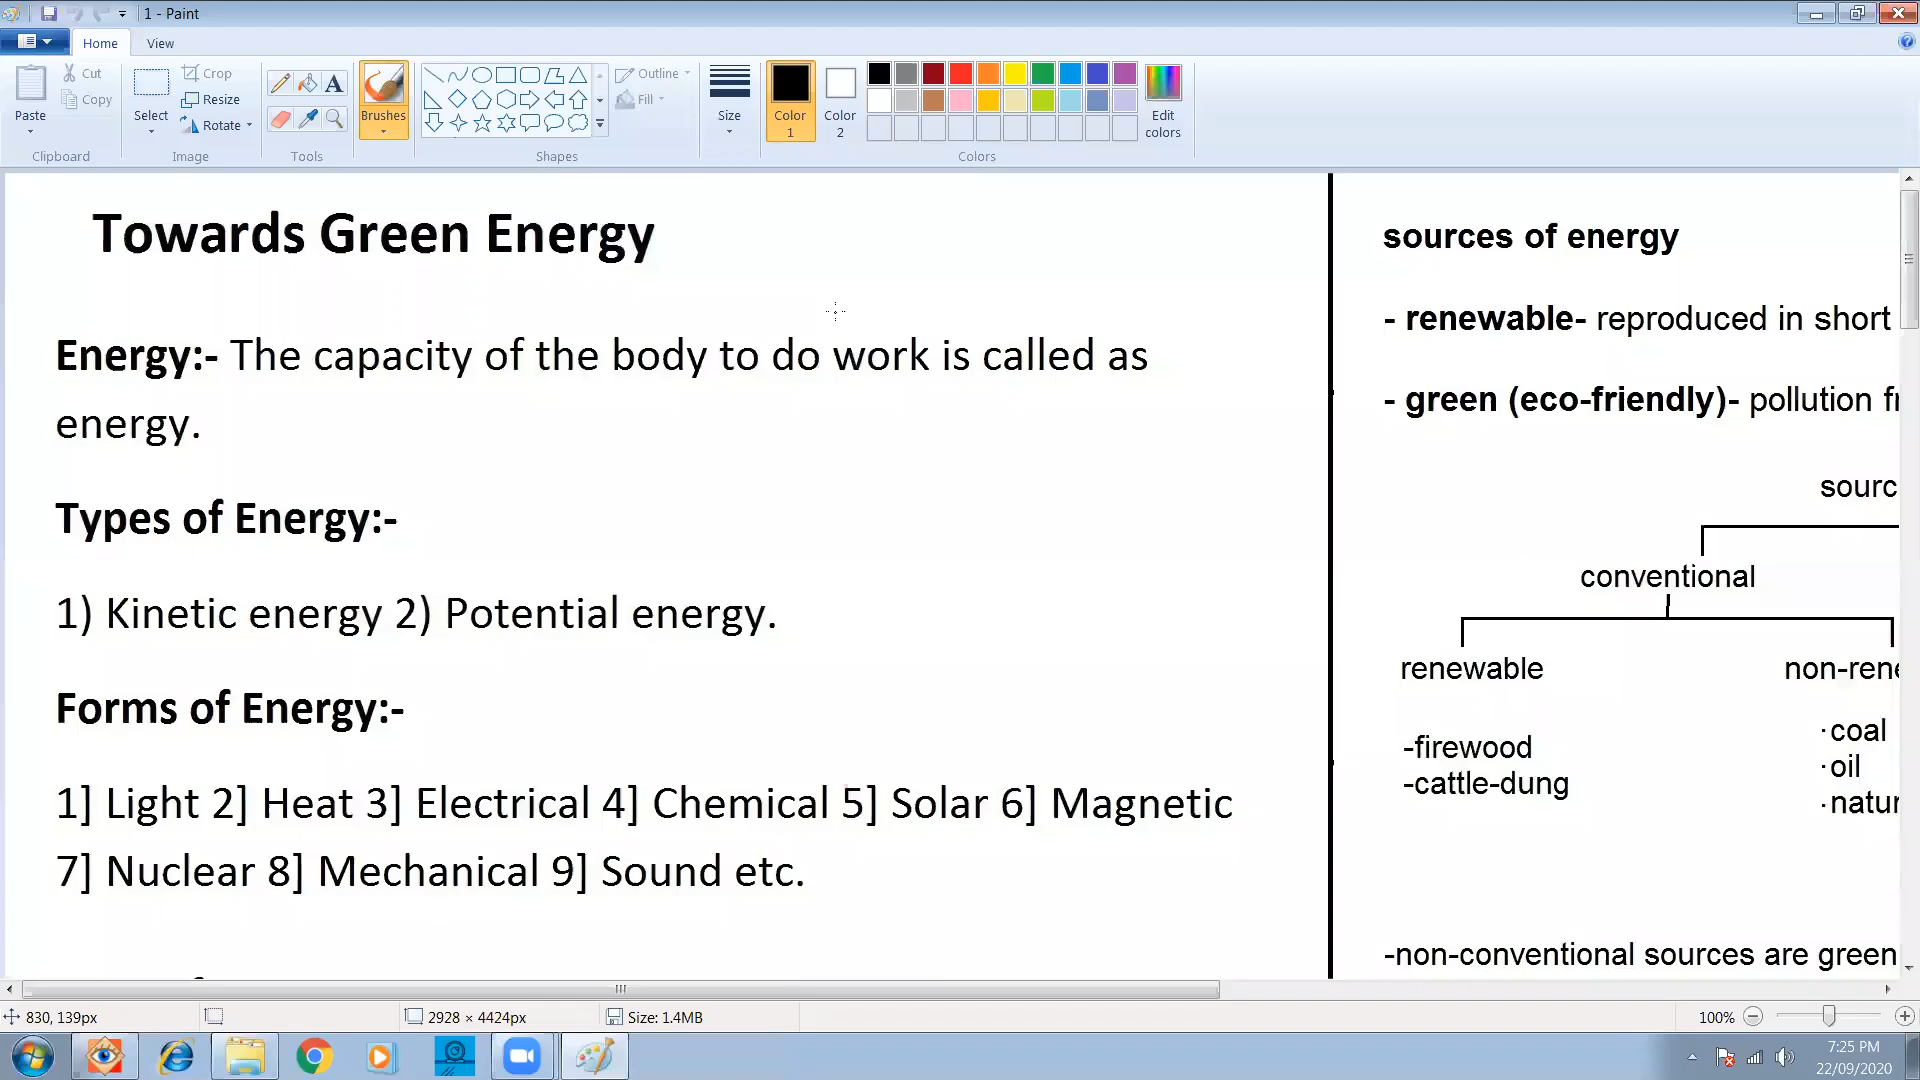 1 - Paint
Home View
Paste
Cut
Copy
Clipboard
Select
Crop
Resize
Rotate
Image
Tools
Brushes
Shapes
Outline
Fill
Size
Color 1
Color 2
Edit colors
Colors
Towards Green Energy
Energy:- The capacity of the body to do work is called as
energy.
Types of Energy:-
1) Kinetic energy 2) Potential energy.
Forms of Energy:-
1] Light 2] Heat 3] Electrical 4] Chemical 5] Solar 6] Magnetic
7] Nuclear 8] Mechanical 9] Sound etc.
sources of energy
- renewable- reproduced in short
- green (eco-friendly)- pollution fr
sourc
conventional
renewable non-rene
-firewood
-cattle-dung
·coal
·oil
·natur
-non-conventional sources are green
830, 139px 2928 × 4424px Size: 1.4MB 100%
7:25 PM
22/09/2020